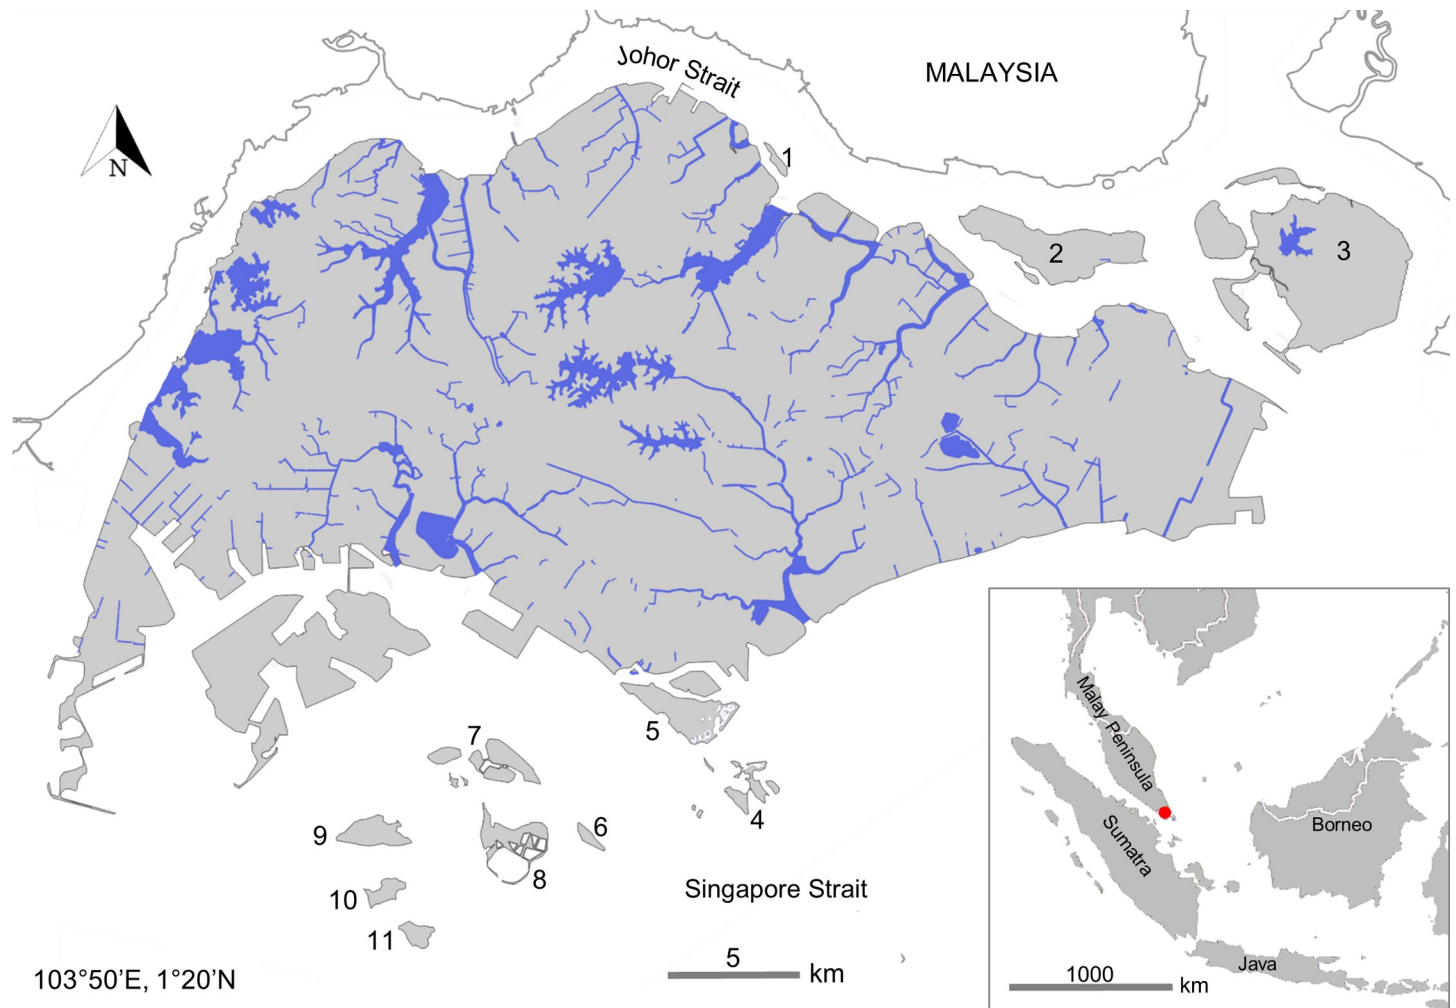 Johor Strait
MALAYSIA
N
1
2
3
5
7
4
6
9
8
10
11
Singapore Strait
5
km
103°50’E, 1°20’N
Malay Peninsula
Sumatra
Borneo
Java
1000
km